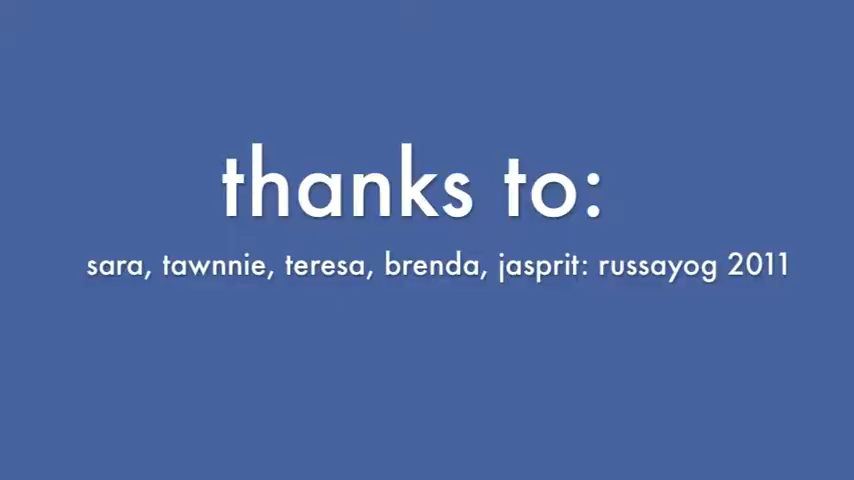 thanks to:
sara, tawnnie, teresa, brenda, jasprit: russayog 2011